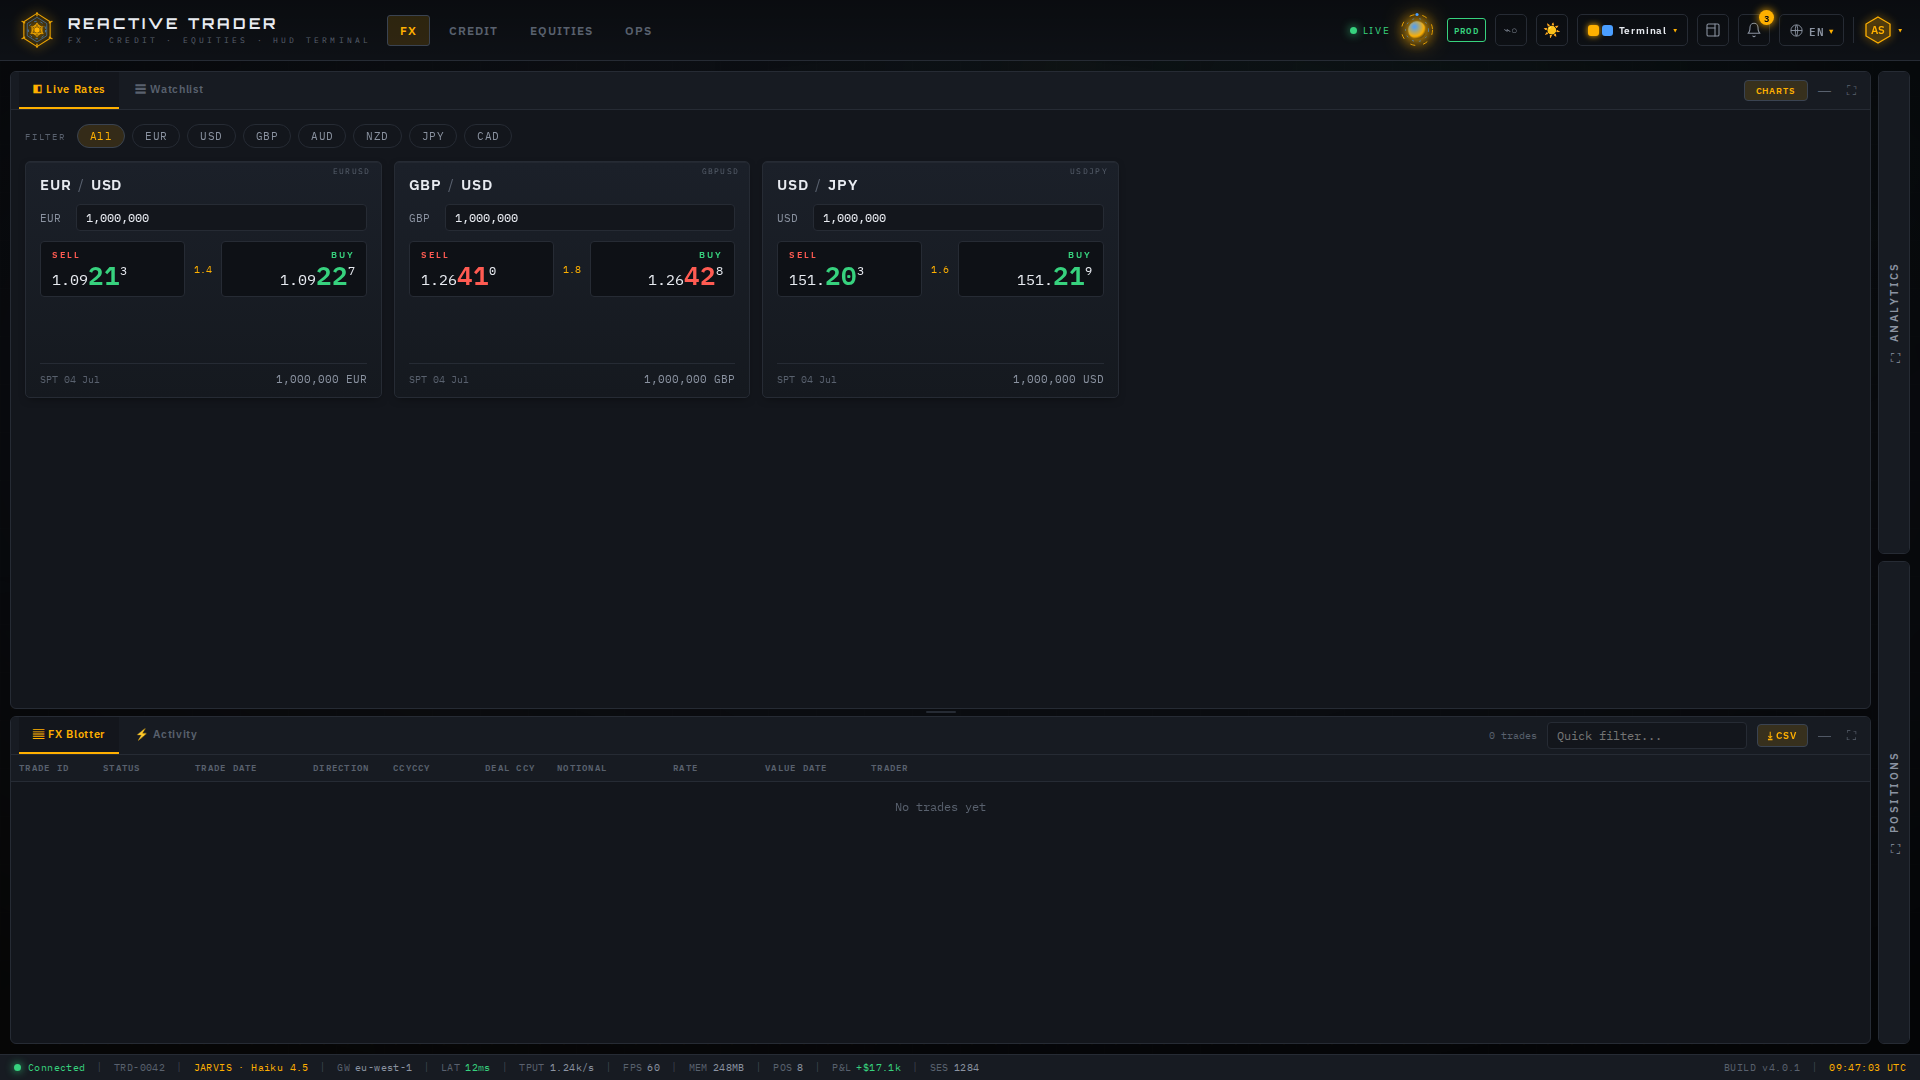 REACTIVE TRADER
FX · CREDIT · EQUITIES · HUD TERMINAL
FX CREDIT EQUITIES OPS
LIVE PROD Terminal 3 EN AS
Live Rates Watchlist CHARTS
FILTER All EUR USD GBP AUD NZD JPY CAD
EURUSD
EUR / USD
EUR 1,000,000
SELL BUY
1.09213 1.4 1.09227
SPT 04 Jul 1,000,000 EUR
GBPUSD
GBP / USD
GBP 1,000,000
SELL BUY
1.26410 1.8 1.26428
SPT 04 Jul 1,000,000 GBP
USDJPY
USD / JPY
USD 1,000,000
SELL BUY
151.203 1.6 151.219
SPT 04 Jul 1,000,000 USD
ANALYTICS
POSITIONS
FX Blotter Activity 0 trades Quick filter... CSV
TRADE ID STATUS TRADE DATE DIRECTION CCYCCY DEAL CCY NOTIONAL RATE VALUE DATE TRADER
No trades yet
Connected TRD-0042 JARVIS · Haiku 4.5 GW eu-west-1 LAT 12ms TPUT 1.24k/s FPS 60 MEM 248MB POS 8 P&L +$17.1k SES 1284 BUILD v4.0.1 09:47:03 UTC